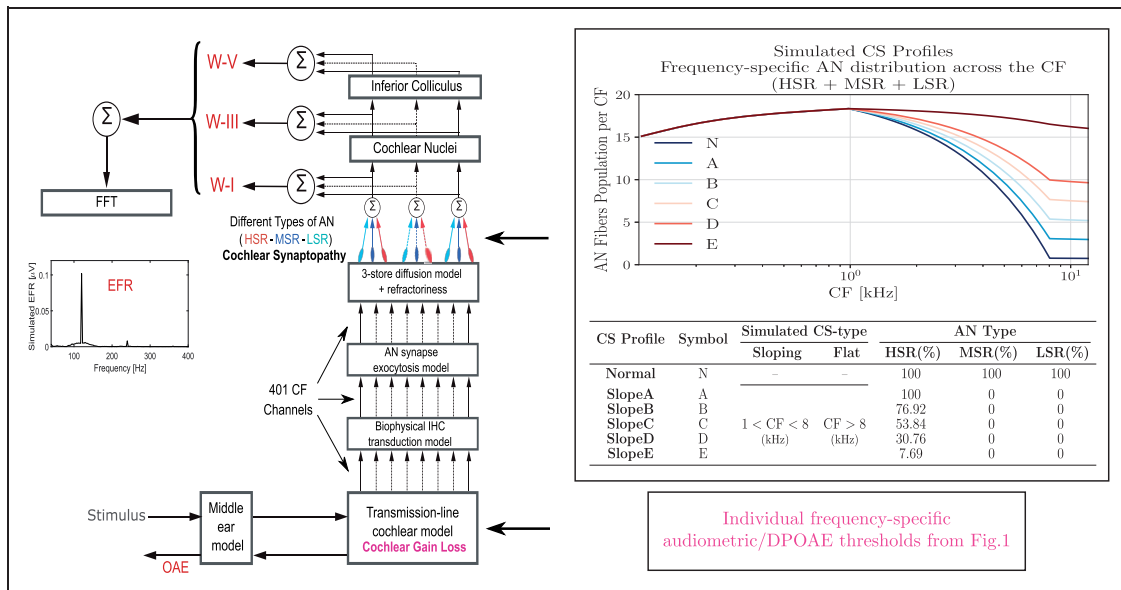 W-V
Σ
Inferior Colliculus
Σ
W-III
Σ
Cochlear Nuclei
W-I
Σ
FFT
Σ Σ Σ
Different Types of AN
(HSR-MSR-LSR)
Cochlear Synaptopathy
3-store diffusion model
+ refractoriness
Simulated EFR [μV]
0.1
0.05
0
EFR
100 200 300 400
Frequency [Hz]
AN synapse
exocytosis model
401 CF
Channels
Biophysical IHC
transduction model
Stimulus
Middle
ear
model
OAE
Transmission-line
cochlear model
Cochlear Gain Loss
Simulated CS Profiles
Frequency-specific AN distribution across the CF
(HSR + MSR + LSR)
AN Fibers Population per CF
20
15
10
5
0
N
A
B
C
D
E
10⁰ 10¹
CF [kHz]
CS Profile Symbol Simulated CS-type AN Type
Sloping Flat HSR(%) MSR(%) LSR(%)
Normal N – – 100 100 100
SlopeA A 100 0 0
SlopeB B 76.92 0 0
SlopeC C 1 < CF < 8 CF > 8 53.84 0 0
SlopeD D (kHz) (kHz) 30.76 0 0
SlopeE E 7.69 0 0
Individual frequency-specific
audiometric/DPOAE thresholds from Fig.1